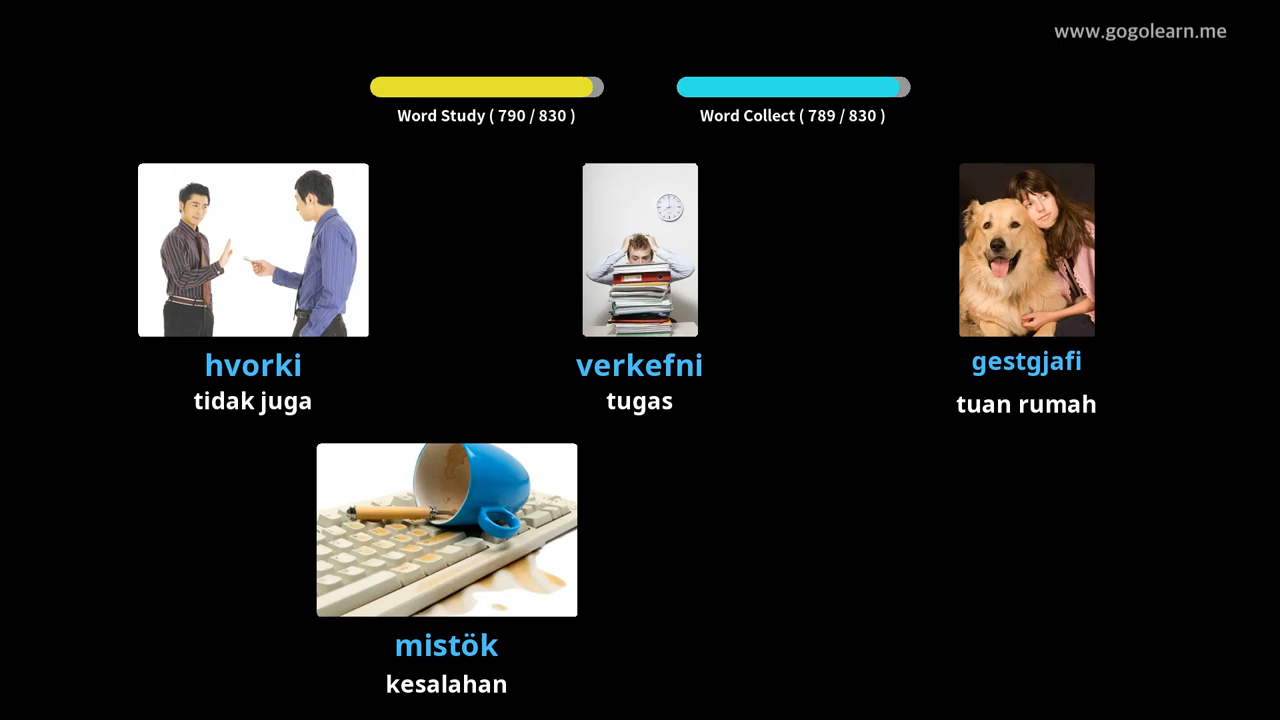 www.gogolearn.me
Word Study ( 790 / 830 )
Word Collect ( 789 / 830 )
hvorki
tidak juga
verkefni
tugas
gestgjafi
tuan rumah
mistök
kesalahan